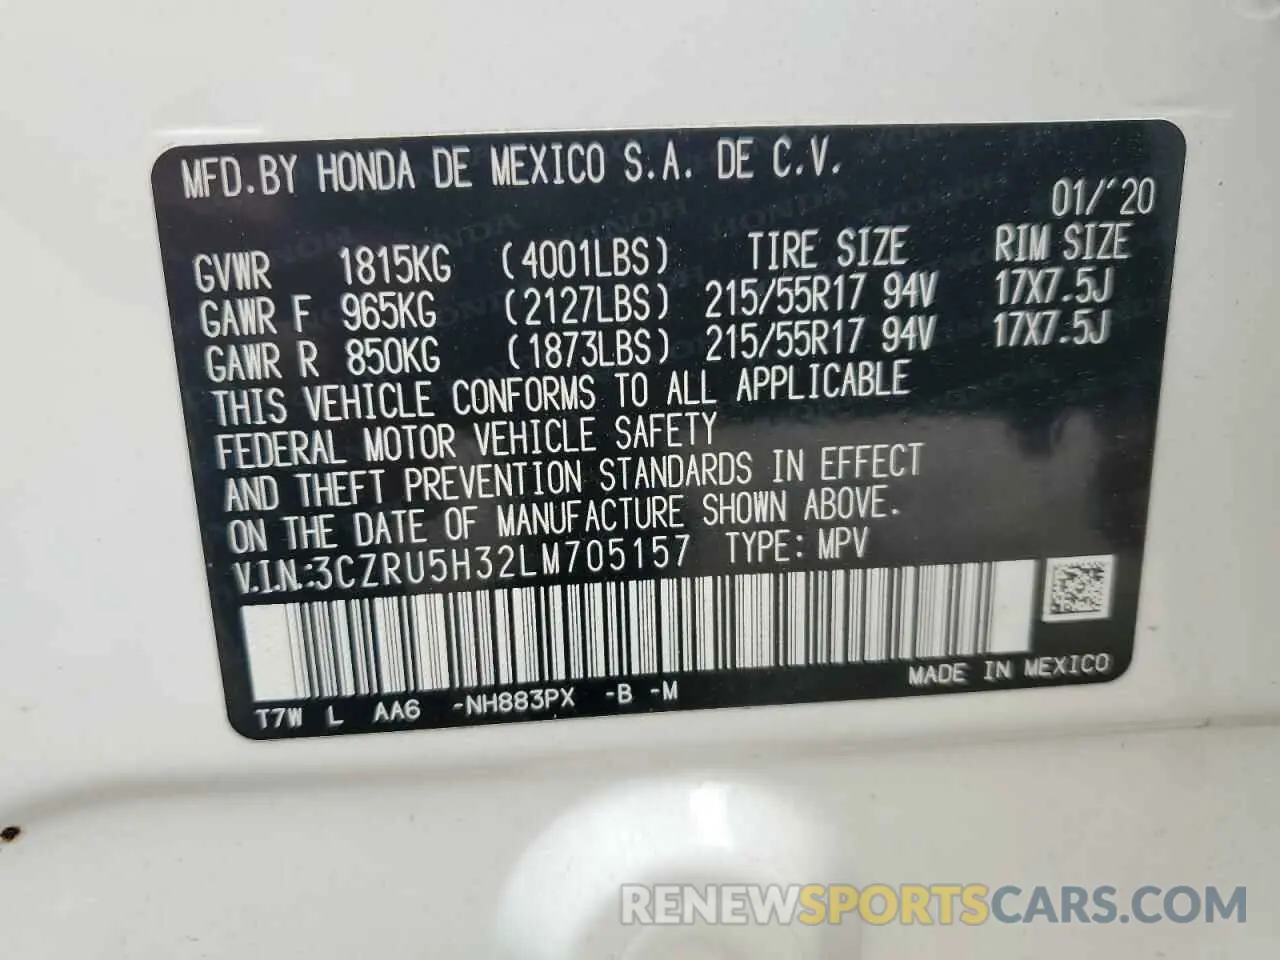 MFD.BY HONDA DE MEXICO S.A. DE C.V.
01/'20
GVWR 1815KG (4001LBS) TIRE SIZE RIM SIZE
GAWR F 965KG (2127LBS) 215/55R17 94V 17X7.5J
GAWR R 850KG (1873LBS) 215/55R17 94V 17X7.5J
THIS VEHICLE CONFORMS TO ALL APPLICABLE
FEDERAL MOTOR VEHICLE SAFETY
AND THEFT PREVENTION STANDARDS IN EFFECT
ON THE DATE OF MANUFACTURE SHOWN ABOVE.
V.I.N.:3CZRU5H32LM705157 TYPE: MPV
T7W L AA6 -NH883PX -B -M MADE IN MEXICO
RENEWSPORTSCARS.COM